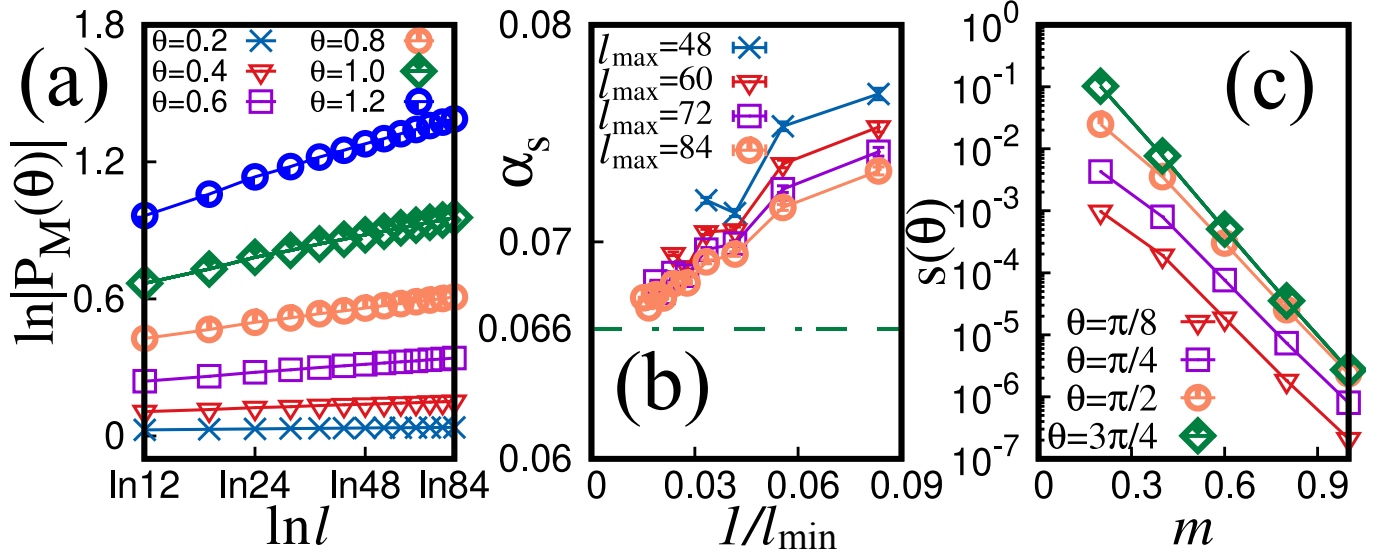 (a)
ln|P_M(θ)|
1.8
1.2
0.6
0
θ=0.2
θ=0.4
θ=0.6
θ=0.8
θ=1.0
θ=1.2
ln12 ln24 ln48 ln84
ln l
(b)
α_s
0.08
0.07
0.066
0.06
l_max=48
l_max=60
l_max=72
l_max=84
0 0.03 0.06 0.09
1/l_min
(c)
s(θ)
10^0
10^-1
10^-2
10^-3
10^-4
10^-5
10^-6
10^-7
θ=π/8
θ=π/4
θ=π/2
θ=3π/4
0 0.3 0.6 0.9
m